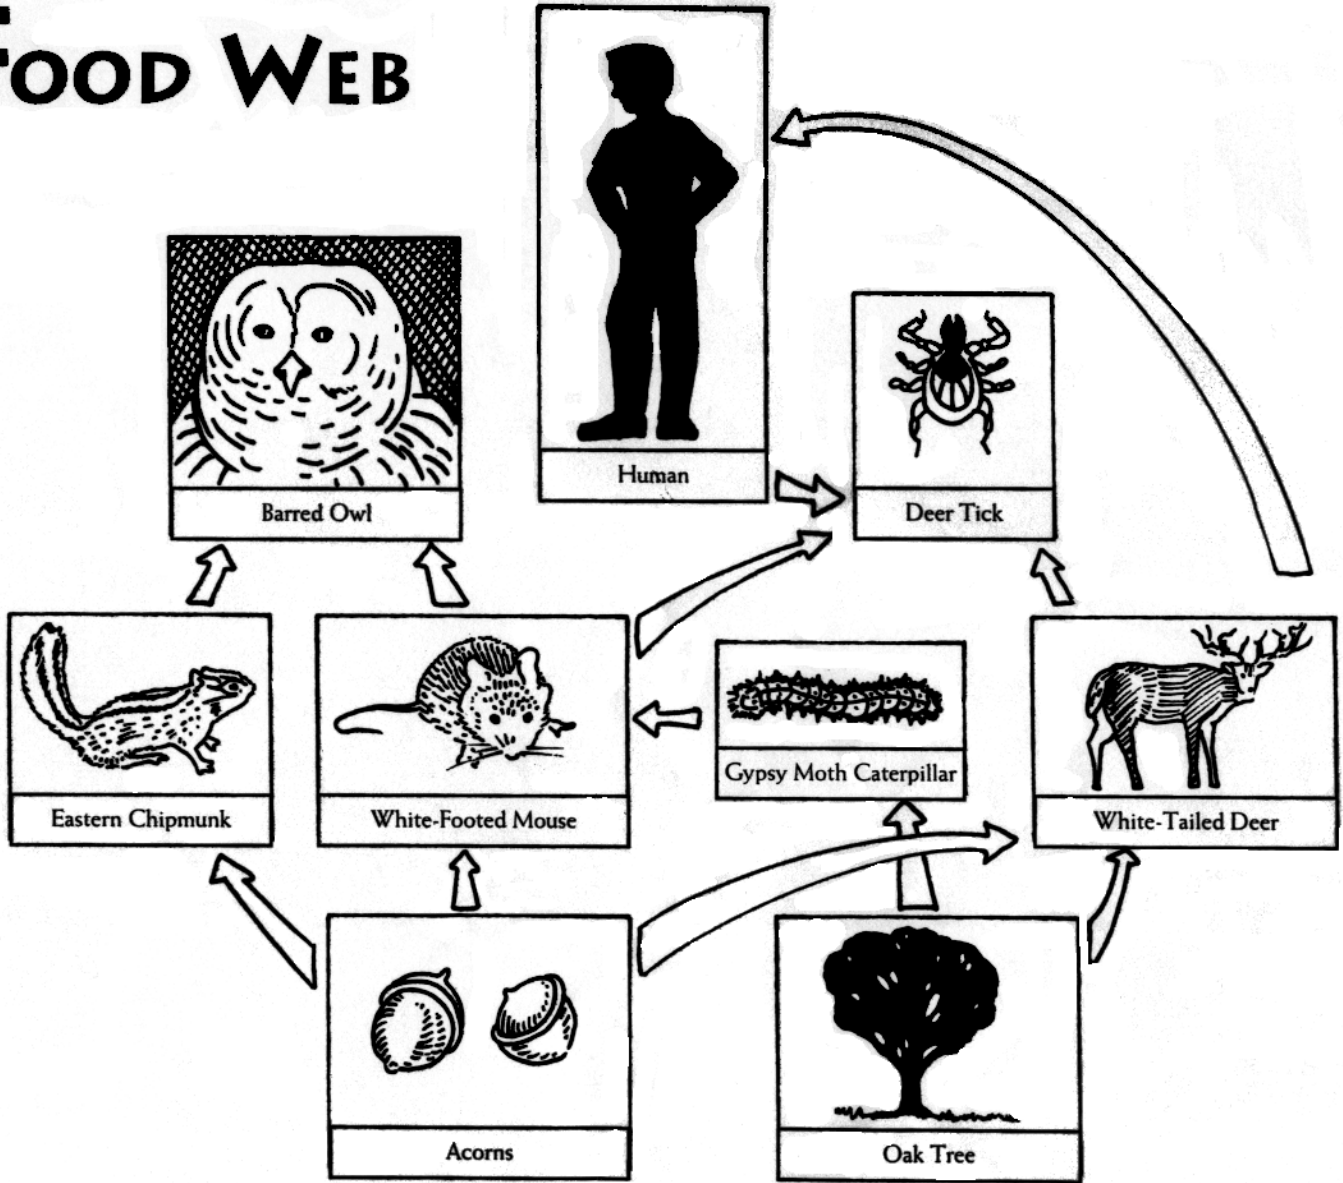 FOOD WEB
Human
Barred Owl
Deer Tick
Eastern Chipmunk
White-Footed Mouse
Gypsy Moth Caterpillar
White-Tailed Deer
Acorns
Oak Tree